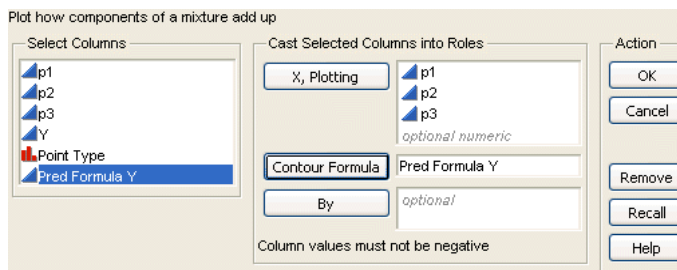 Plot how components of a mixture add up
Select Columns
p1
p2
p3
Y
Point Type
Pred Formula Y
Cast Selected Columns into Roles
X, Plotting
p1
p2
p3
optional numeric
Contour Formula
Pred Formula Y
By
optional
Column values must not be negative
Action
OK
Cancel
Remove
Recall
Help